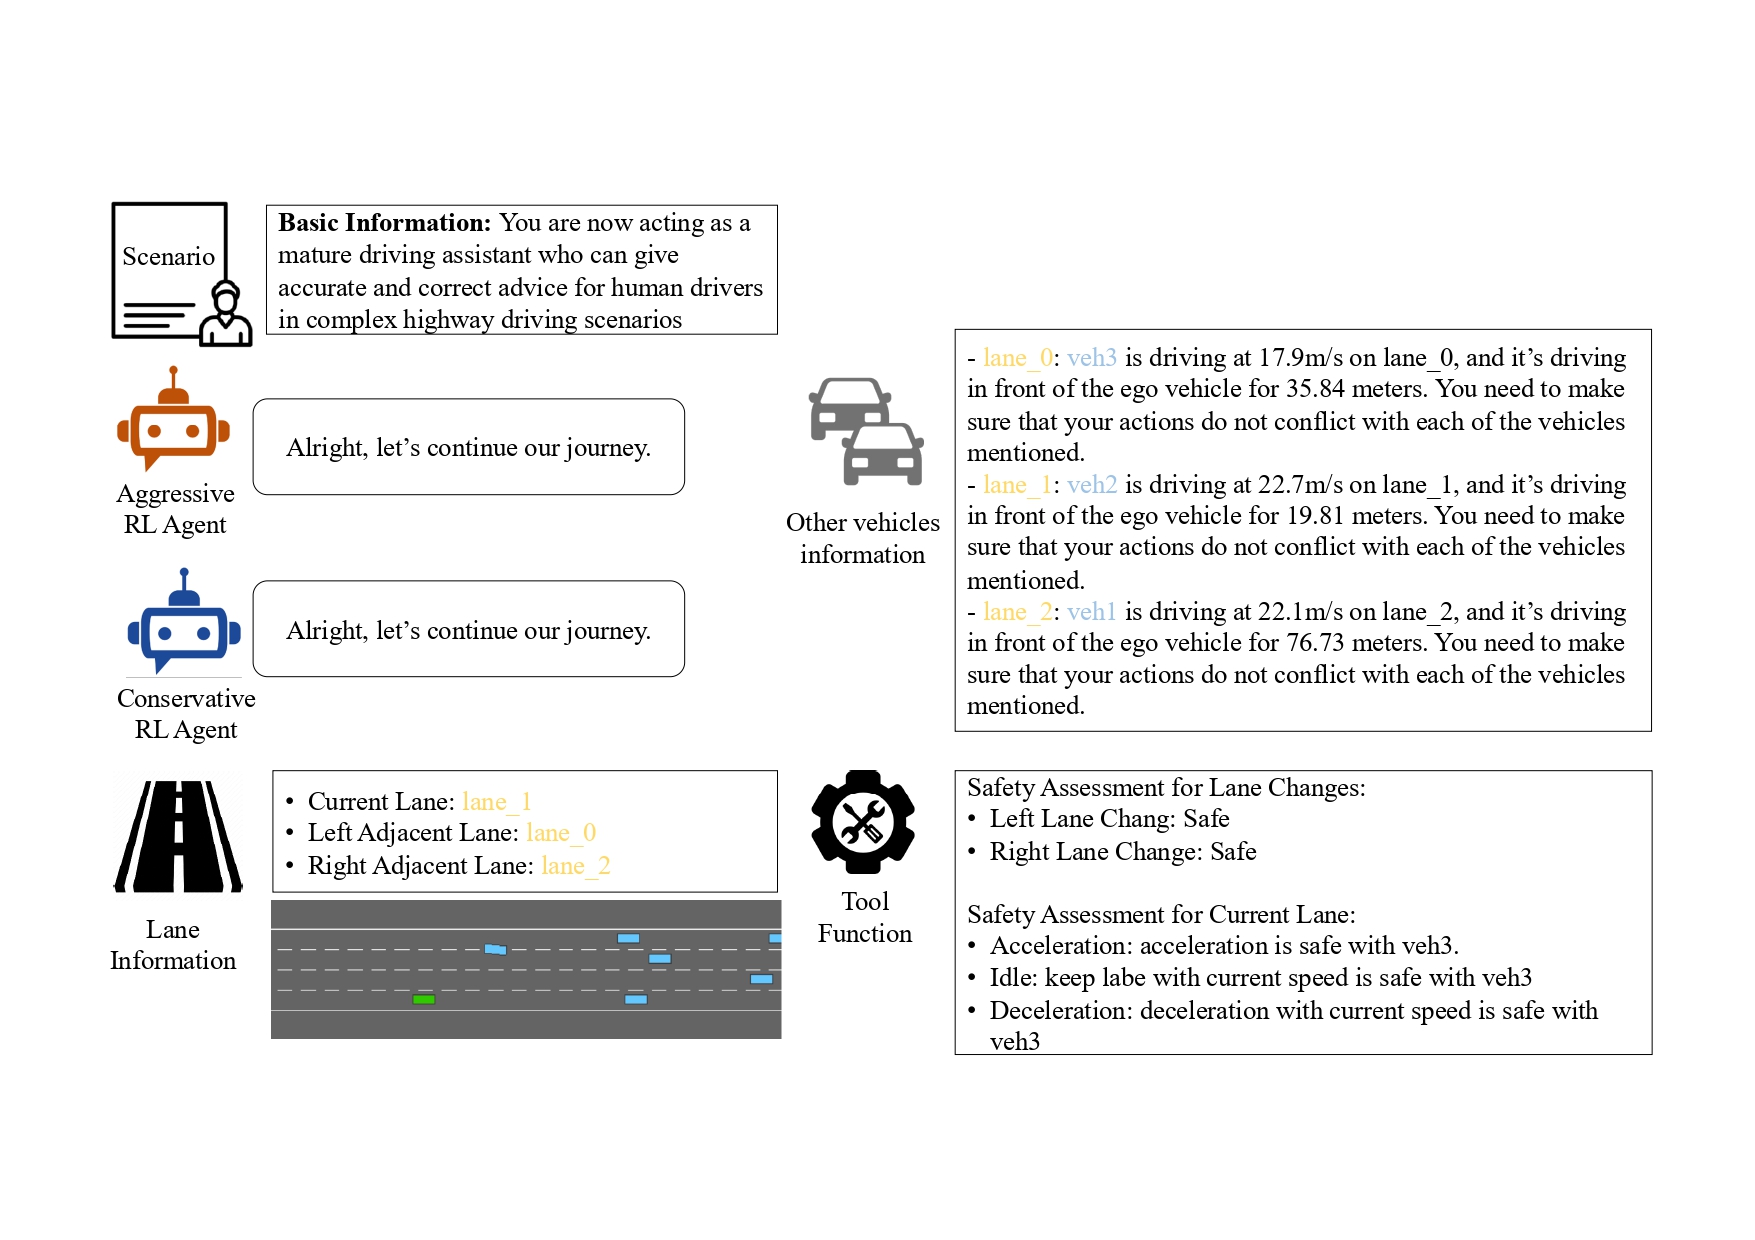 Scenario
Basic Information: You are now acting as a
mature driving assistant who can give
accurate and correct advice for human drivers
in complex highway driving scenarios
Alright, let’s continue our journey.
Aggressive
RL Agent
Alright, let’s continue our journey.
Conservative
RL Agent
• Current Lane: lane_1
• Left Adjacent Lane: lane_0
• Right Adjacent Lane: lane_2
Lane
Information
Other vehicles
information
- lane_0: veh3 is driving at 17.9m/s on lane_0, and it’s driving
in front of the ego vehicle for 35.84 meters. You need to make
sure that your actions do not conflict with each of the vehicles
mentioned.
- lane_1: veh2 is driving at 22.7m/s on lane_1, and it’s driving
in front of the ego vehicle for 19.81 meters. You need to make
sure that your actions do not conflict with each of the vehicles
mentioned.
- lane_2: veh1 is driving at 22.1m/s on lane_2, and it’s driving
in front of the ego vehicle for 76.73 meters. You need to make
sure that your actions do not conflict with each of the vehicles
mentioned.
Tool
Function
Safety Assessment for Lane Changes:
• Left Lane Chang: Safe
• Right Lane Change: Safe
Safety Assessment for Current Lane:
• Acceleration: acceleration is safe with veh3.
• Idle: keep labe with current speed is safe with veh3
• Deceleration: deceleration with current speed is safe with
veh3